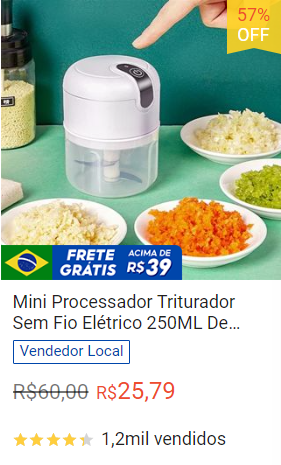 57%
OFF
FRETE
GRÁTIS
ACIMA DE
R$39
Mini Processador Triturador
Sem Fio Elétrico 250ML De...
Vendedor Local
R$60,00 R$25,79
1,2mil vendidos